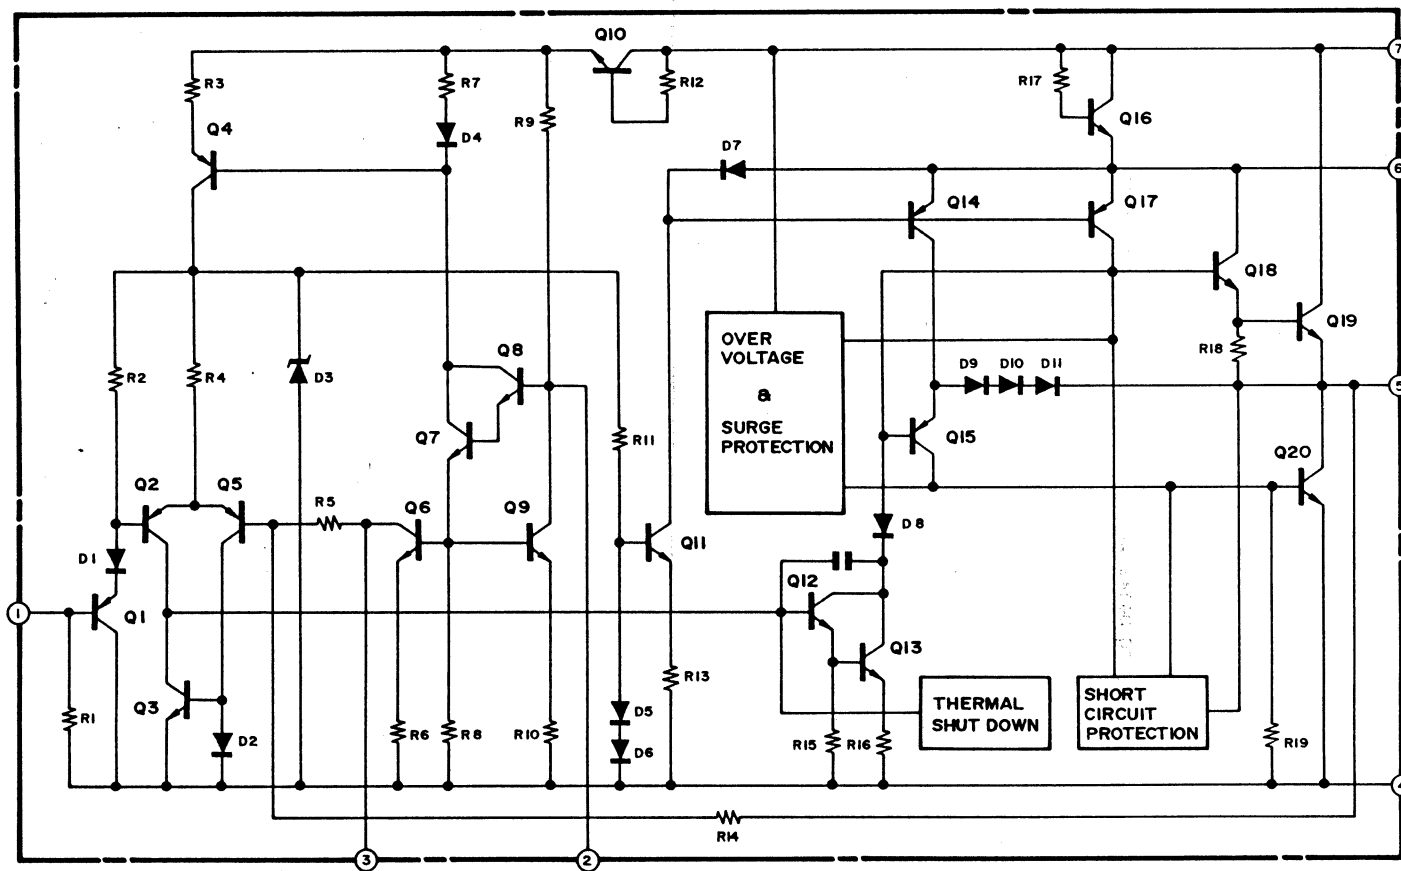 Q10
7
R3
R7
R12
R17
Q4
D4
R9
Q16
D7
6
Q14
Q17
Q18
OVER
VOLTAGE
&
SURGE
PROTECTION
Q19
R2
R4
D3
Q8
R18
D9
D10
D11
5
Q7
R11
Q15
Q20
Q2
Q5
R5
Q6
Q9
Q11
D8
D1
Q12
1
Q1
Q13
R13
Q3
R1
D2
R6
R8
R10
D5
D6
THERMAL
SHUT DOWN
SHORT
CIRCUIT
PROTECTION
R15
R16
R19
4
R14
3
2